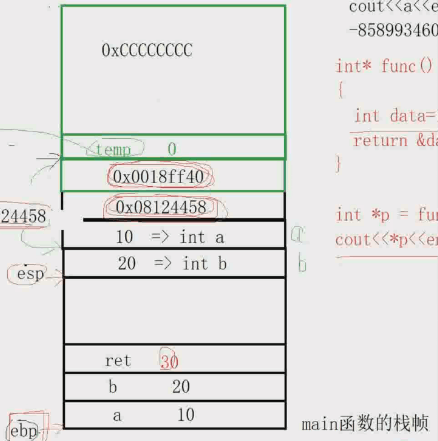 cout<<a<<e
-858993460
0xCCCCCCCC
int* func()
{
int data=
return &da
}
temp 0
0x0018ff40
24458
0x08124458
int *p = fun
10 => int a
a
cout<<*p<<en
20 => int b
b
esp
ret 30
b 20
a 10
ebp
main函数的栈帧